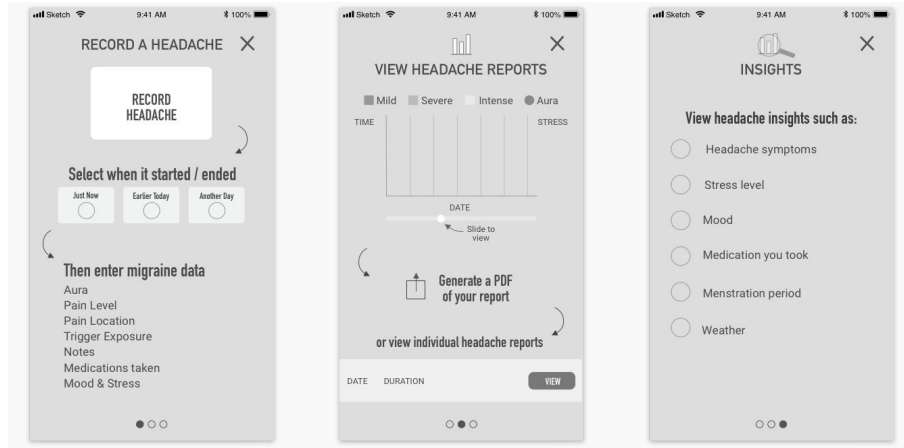 Sketch 9:41 AM 100%
RECORD A HEADACHE
RECORD
HEADACHE
Select when it started / ended
Just Now Earlier Today Another Day
Then enter migraine data
Aura
Pain Level
Pain Location
Trigger Exposure
Notes
Medications taken
Mood & Stress
Sketch 9:41 AM 100%
VIEW HEADACHE REPORTS
Mild Severe Intense Aura
TIME STRESS
DATE
Slide to
view
Generate a PDF
of your report
or view individual headache reports
DATE DURATION VIEW
Sketch 9:41 AM 100%
INSIGHTS
View headache insights such as:
Headache symptoms
Stress level
Mood
Medication you took
Menstration period
Weather